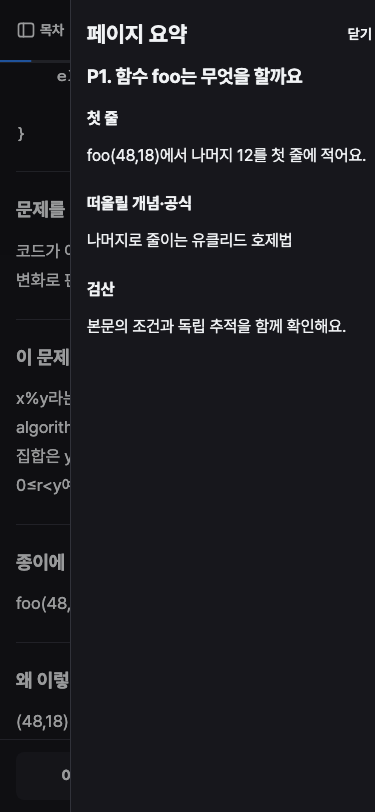 목차
페이지 요약
닫기
P1. 함수 foo는 무엇을 할까요
첫 줄
foo(48,18)에서 나머지 12를 첫 줄에 적어요.
떠올릴 개념·공식
나머지로 줄이는 유클리드 호제법
검산
본문의 조건과 독립 추적을 함께 확인해요.
}
문제를
코드가
변화로
이 문제
x%y라는
algorith
집합은 y
0≤r<y
종이에
foo(48,
왜 이렇
(48,18)